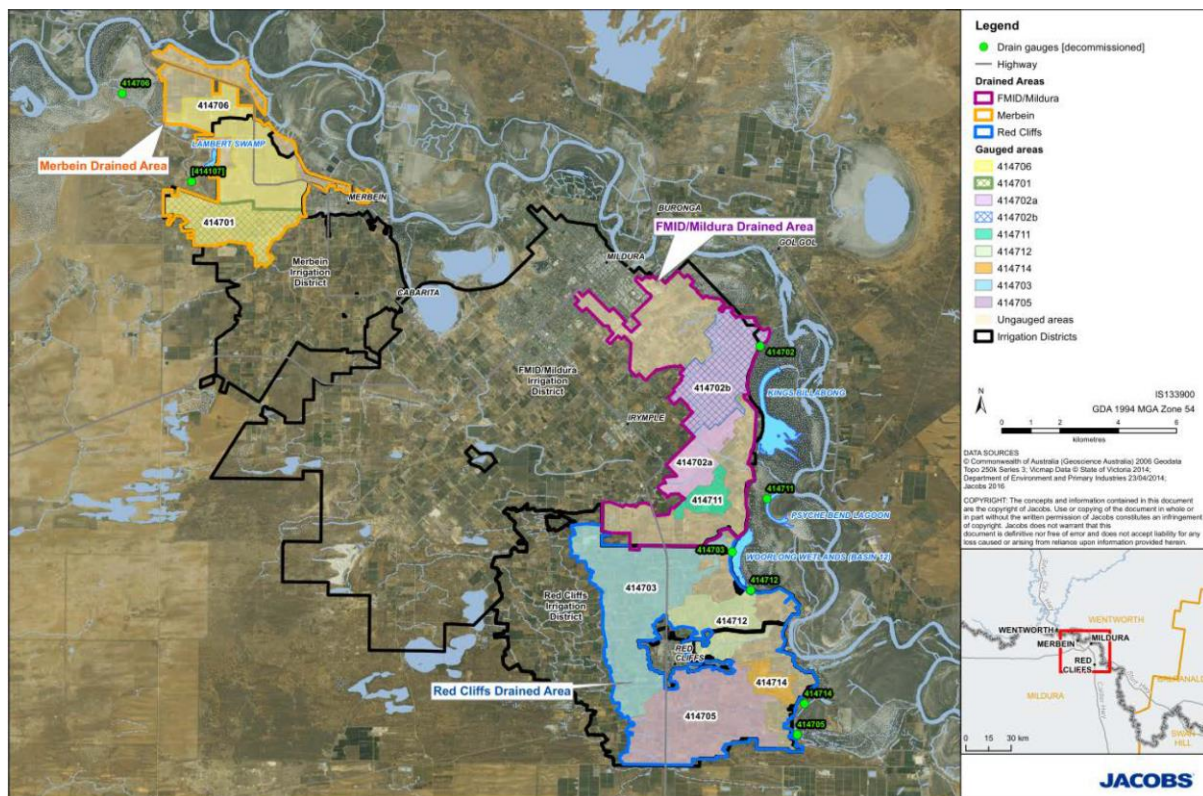 414706
414706
Merbein Drained Area
LAMBERT SWAMP
[414187]
414701
MERBEIN
Merbein
Irrigation
District
CABARITA
BURONGA
FMID/Mildura Drained Area
GOL GOL
MILDURA
414702
FMID/Mildura
Irrigation
District
414702b
KINGS BILLABONG
IRYMPLE
414702a
414711
414711
PSYCHE BEND LAGOON
414703
WOORLONG WETLANDS (BASIN 12)
414703
414712
Red Cliffs
Irrigation
District
414712
RED
CLIFFS
Red Cliffs Drained Area
414714
414714
414705
414705
Legend
Drain gauges [decommissioned]
Highway
Drained Areas
FMID/Mildura
Merbein
Red Cliffs
Gauged areas
414706
414701
414702a
414702b
414711
414712
414714
414703
414705
Ungauged areas
Irrigation Districts
N
IS133900
GDA 1994 MGA Zone 54
0 2 4 6
kilometres
DATA SOURCES
© Commonwealth of Australia (Geoscience Australia) 2006 Geodata
Topo 250k Series 3; Vicmap Data © State of Victoria 2014;
Department of Environment and Primary Industries 23/04/2014;
Jacobs 2016
COPYRIGHT: The concepts and information contained in this document
are the copyright of Jacobs. Use or copying of the document in whole or
in part without the written permission of Jacobs constitutes an infringement
of copyright. Jacobs does not warrant that this
document is definitive nor free of error and does not accept liability for any
loss caused or arising from reliance upon information provided herein.
WENTWORTH
WENTWORTH
MERBEIN
MILDURA
RED
CLIFFS
MILDURA
SWAN
HILL
0 15 30 km
JACOBS